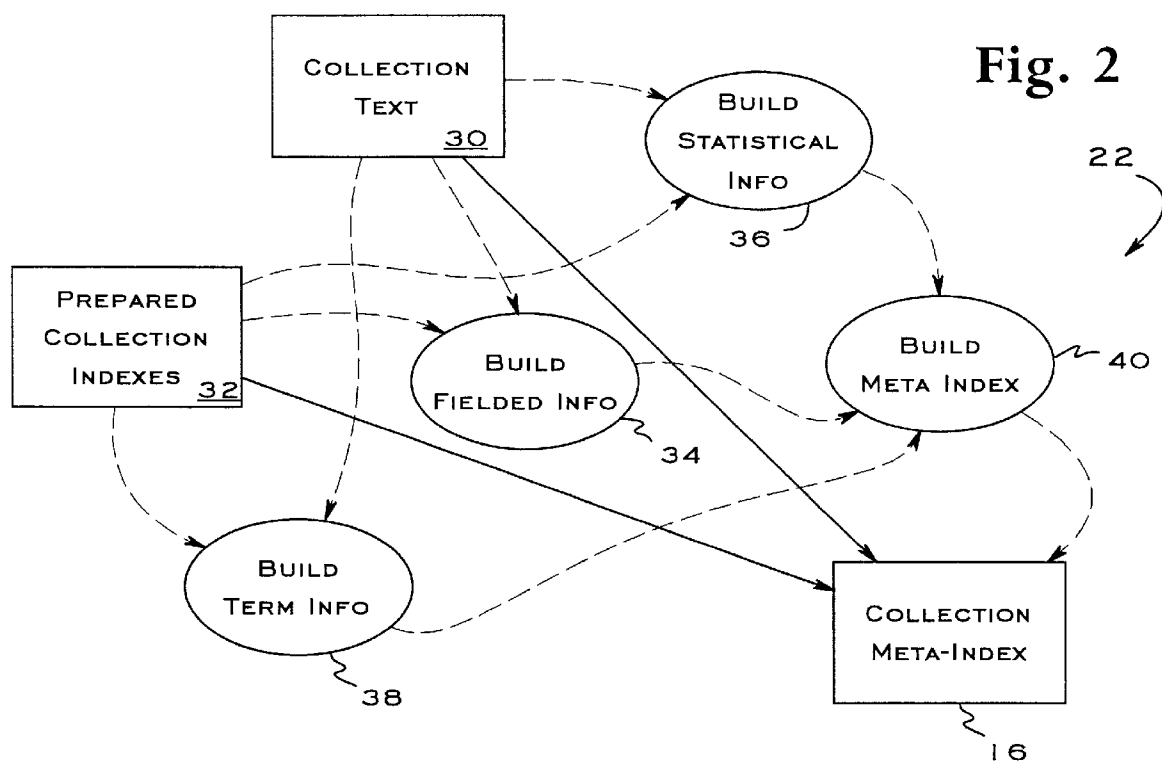 Fig. 2
COLLECTION
TEXT
30
BUILD
STATISTICAL
INFO
36
22
PREPARED
COLLECTION
INDEXES 32
BUILD
FIELDED INFO
34
BUILD
META INDEX
40
BUILD
TERM INFO
38
COLLECTION
META-INDEX
16